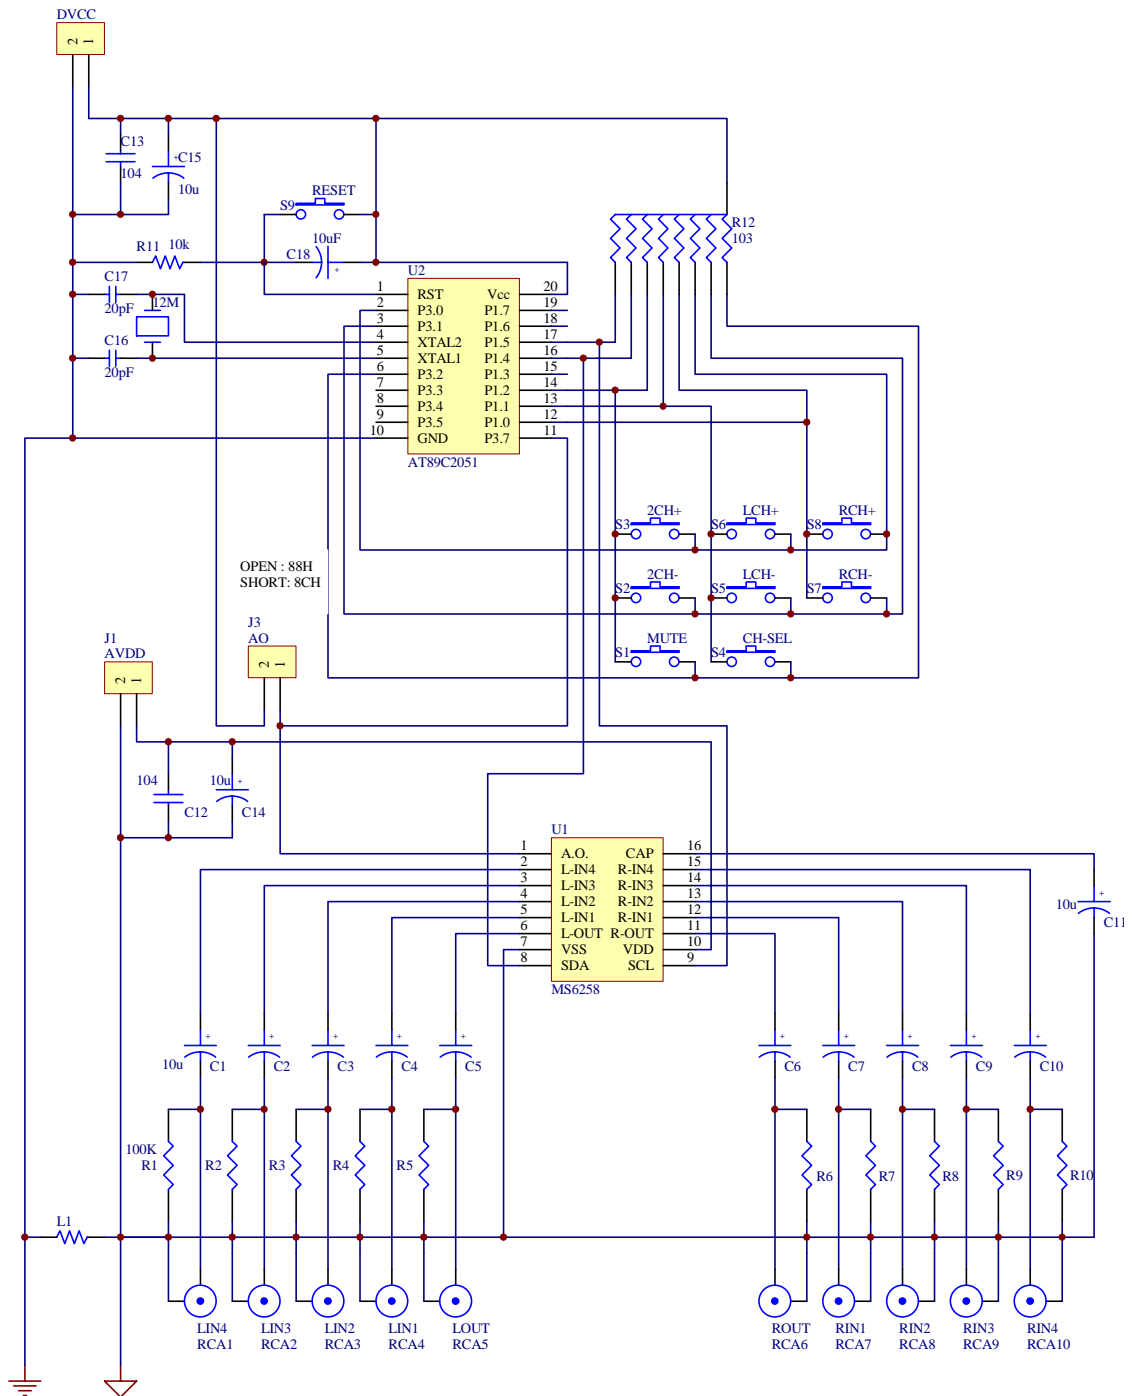 DVCC
2 1
C13
104
+
C15
10u
RESET
S9
R11 10k
C18
10uF
+
R12
103
C17
20pF
12M
C16
20pF
U2
1 RST Vcc 20
2 P3.0 P1.7 19
3 P3.1 P1.6 18
4 XTAL2 P1.5 17
5 XTAL1 P1.4 16
6 P3.2 P1.3 15
7 P3.3 P1.2 14
8 P3.4 P1.1 13
9 P3.5 P1.0 12
10 GND P3.7 11
AT89C2051
S3 2CH+ S6 LCH+ S8 RCH+
S2 2CH- S5 LCH- S7 RCH-
S1 MUTE S4 CH-SEL
OPEN : 88H
SHORT: 8CH
J3
AO
2 1
J1
AVDD
2 1
104
C12
10u +
C14
U1
1 A.O. CAP 16
2 L-IN4 R-IN4 15
3 L-IN3 R-IN3 14
4 L-IN2 R-IN2 13
5 L-IN1 R-IN1 12
6 L-OUT R-OUT 11
7 VSS VDD 10
8 SDA SCL 9
MS6258
10u +
C11
+ + + + + + + + + +
10u C1 C2 C3 C4 C5 C6 C7 C8 C9 C10
100K
R1 R2 R3 R4 R5 R6 R7 R8 R9 R10
L1
LIN4 LIN3 LIN2 LIN1 LOUT ROUT RIN1 RIN2 RIN3 RIN4
RCA1 RCA2 RCA3 RCA4 RCA5 RCA6 RCA7 RCA8 RCA9 RCA10